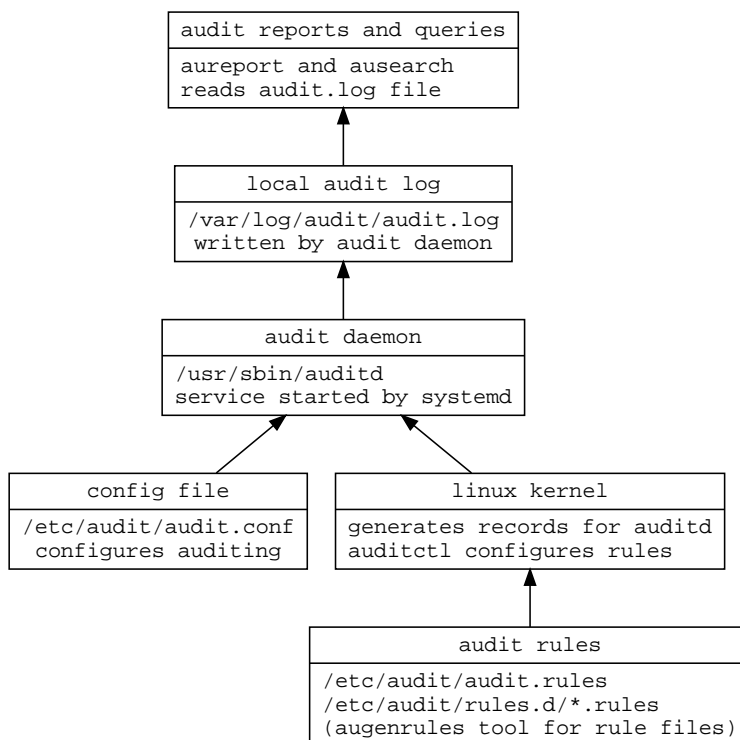 audit reports and queries
aureport and ausearch
reads audit.log file
local audit log
/var/log/audit/audit.log
written by audit daemon
audit daemon
/usr/sbin/auditd
service started by systemd
config file
/etc/audit/audit.conf
configures auditing
linux kernel
generates records for auditd
auditctl configures rules
audit rules
/etc/audit/audit.rules
/etc/audit/rules.d/*.rules
(augenrules tool for rule files)